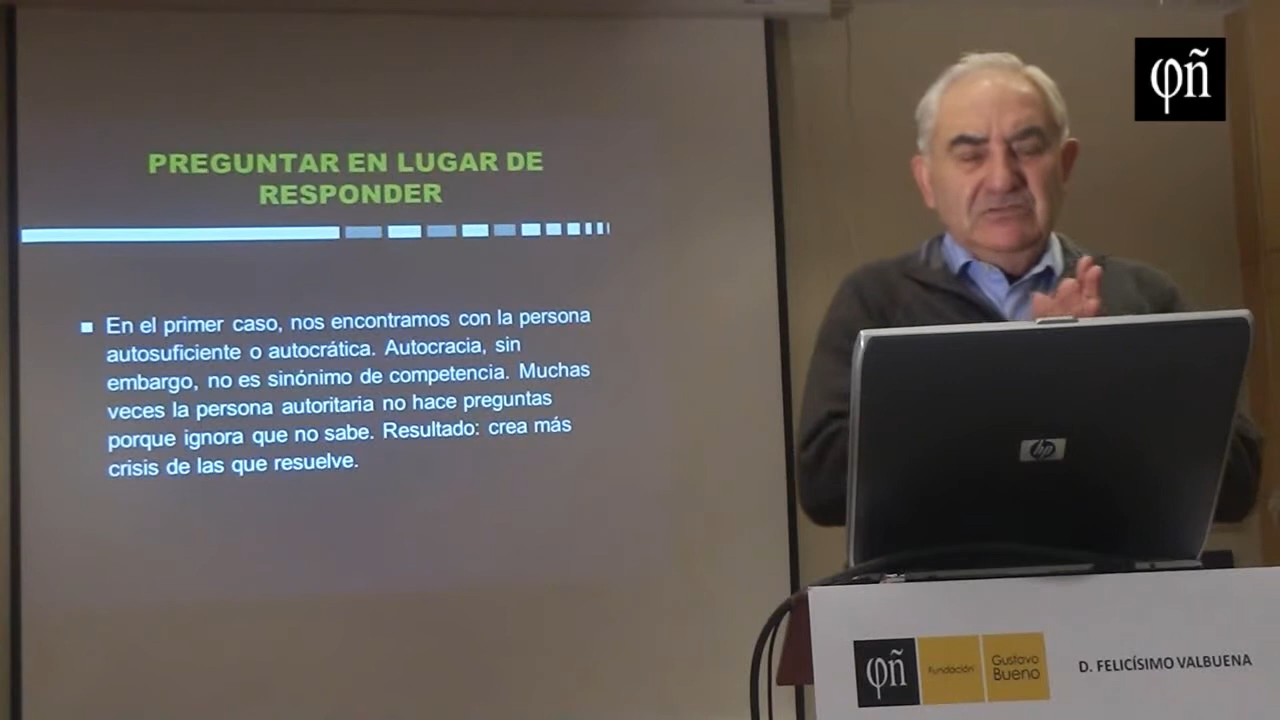 PREGUNTAR EN LUGAR DE
RESPONDER
En el primer caso, nos encontramos con la persona
autosuficiente o autocrática. Autocracia, sin
embargo, no es sinónimo de competencia. Muchas
veces la persona autoritaria no hace preguntas
porque ignora que no sabe. Resultado: crea más
crisis de las que resuelve.
φñ
hp
φñ
Fundación
Gustavo
Bueno
D. FELICÍSIMO VALBUENA